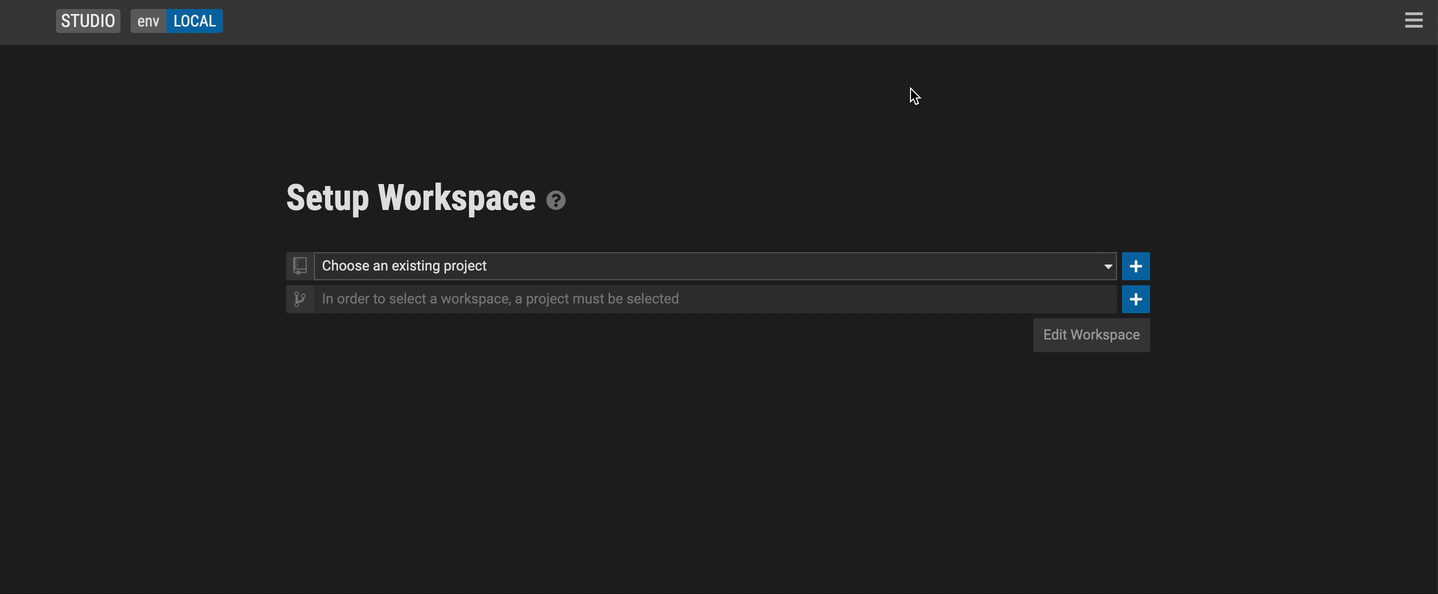 STUDIO env LOCAL
Setup Workspace ?
Choose an existing project
In order to select a workspace, a project must be selected
Edit Workspace